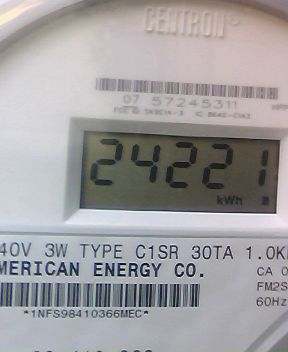 CENTRON
07 57245311
24221
kWh
40V 3W TYPE C1SR 30TA 1.0K
MERICAN ENERGY CO.
CA 0
FM2S
60Hz
*1NFS98410366MEC*